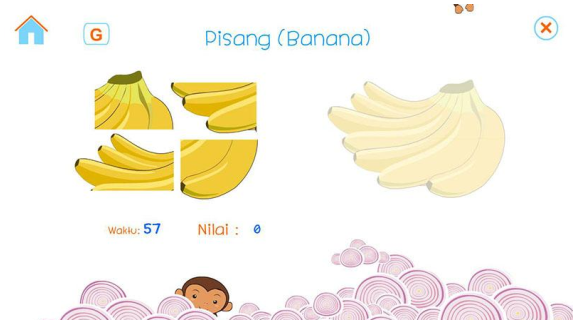 G
Pisang (Banana)
Waktu: 57
Nilai : 0